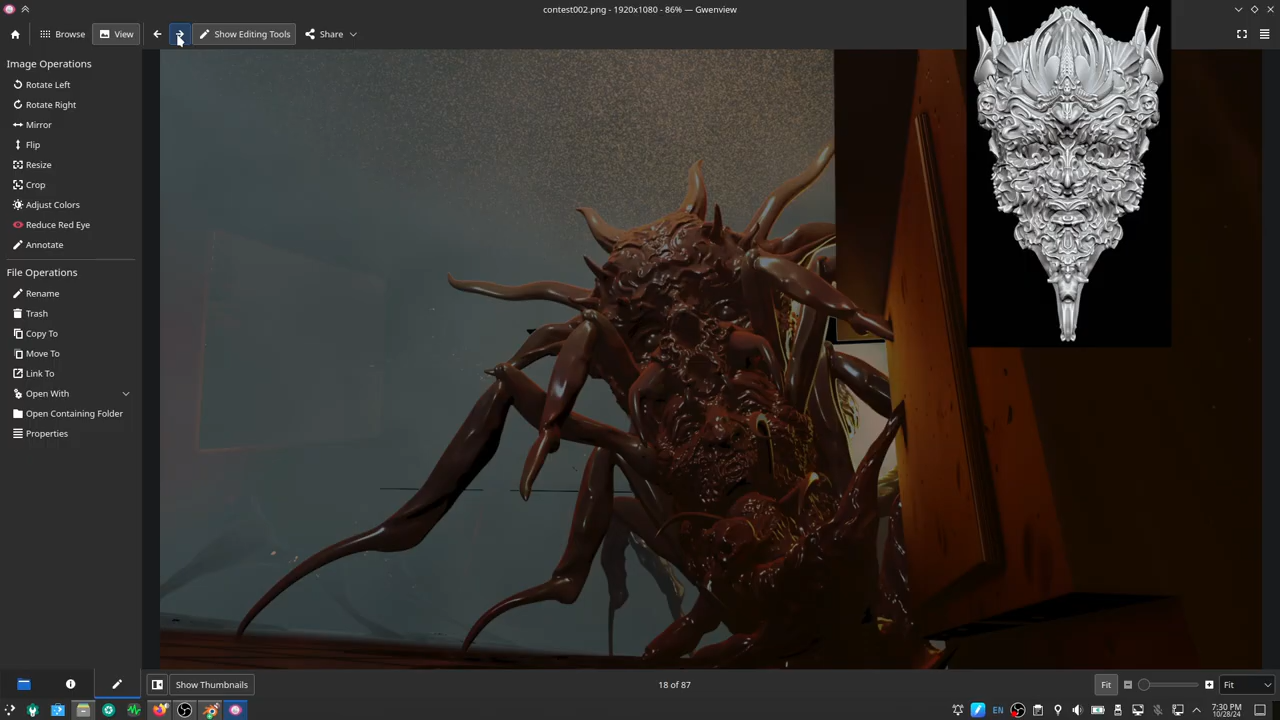 contest002.png - 1920x1080 - 86% — Gwenview
Browse
View
Show Editing Tools
Share
Image Operations
Rotate Left
Rotate Right
Mirror
Flip
Resize
Crop
Adjust Colors
Reduce Red Eye
Annotate
File Operations
Rename
Trash
Copy To
Move To
Link To
Open With
Open Containing Folder
Properties
Show Thumbnails
18 of 87
Fit
Fit
EN
7:30 PM
10/28/24